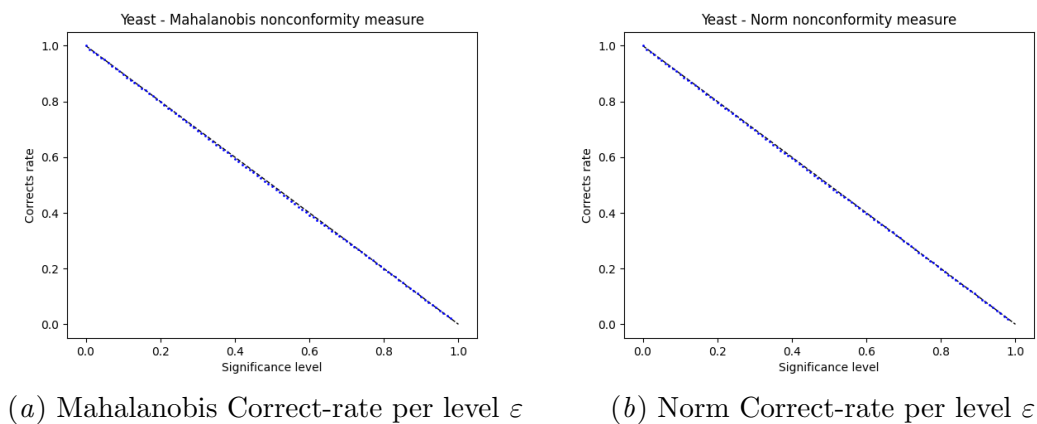 Yeast - Mahalanobis nonconformity measure
1.0
0.8
0.6
0.4
0.2
0.0
Corrects rate
0.0 0.2 0.4 0.6 0.8 1.0
Significance level
(a) Mahalanobis Correct-rate per level ε
Yeast - Norm nonconformity measure
1.0
0.8
0.6
0.4
0.2
0.0
Corrects rate
0.0 0.2 0.4 0.6 0.8 1.0
Significance level
(b) Norm Correct-rate per level ε